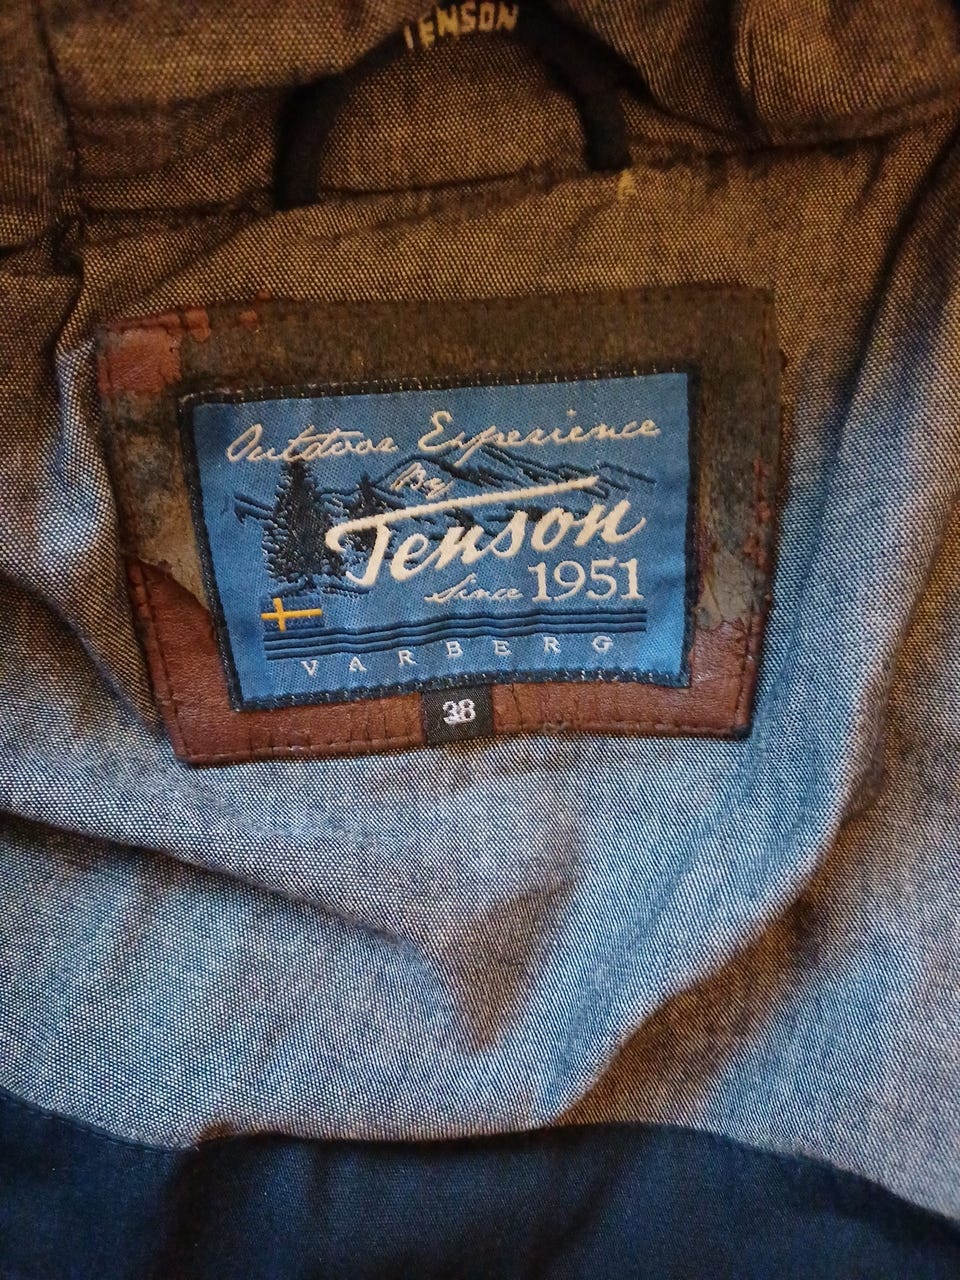 TENSON
Outdoor Experience
By
Tenson
Since 1951
VARBERG
38